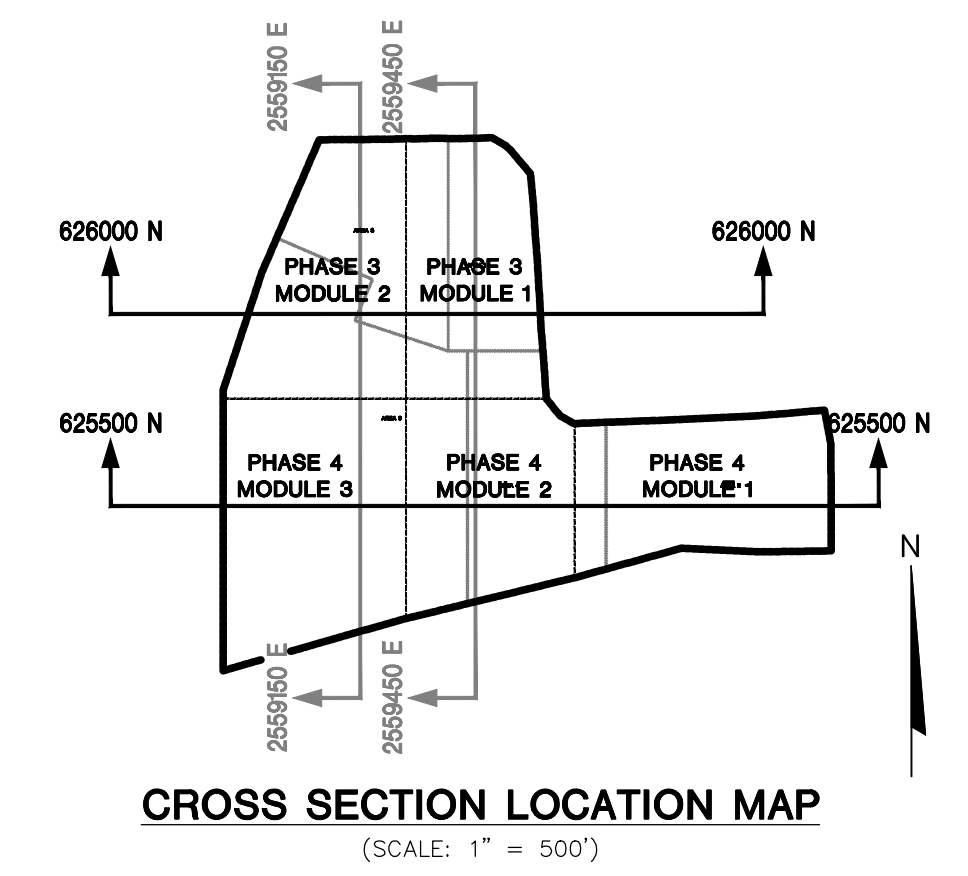 2559150 E
2559450 E
626000 N
626000 N
PHASE 3
MODULE 2
PHASE 3
MODULE 1
625500 N
625500 N
PHASE 4
MODULE 3
PHASE 4
MODULE 2
PHASE 4
MODULE 1
N
2559150 E
2559450 E
CROSS SECTION LOCATION MAP
(SCALE: 1" = 500')